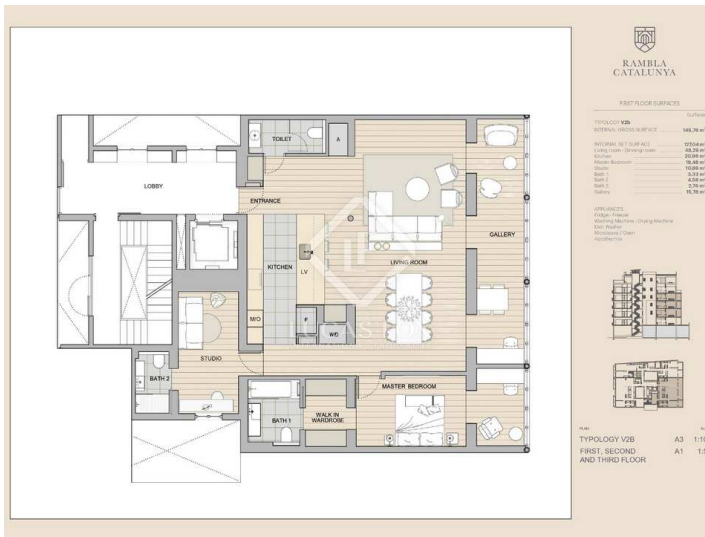 TOILET
A
LOBBY
ENTRANCE
GALLERY
KITCHEN
LIVING ROOM
LV
M/O
F
W/D
LUCAS FOX
STUDIO
BATH 2
MASTER BEDROOM
WALK IN
WARDROBE
BATH 1
RAMBLA
CATALUNYA
FIRST FLOOR SURFACES
TYPOLOGY V2b
INTERNAL GROSS SURFACE
INTERNAL NET SURFACE
Living room - Dinning room
Kitchen
Master Bedroom
Studio
Bath 1
Bath 2
Bath 3
Gallery
APPLIANCES
Fridge - Freezer
Washing Machine / Drying Machine
Dish Washer
Microwave / Oven
Aerothermia
PLAN
TYPOLOGY V2B A3
FIRST, SECOND A1
AND THIRD FLOOR